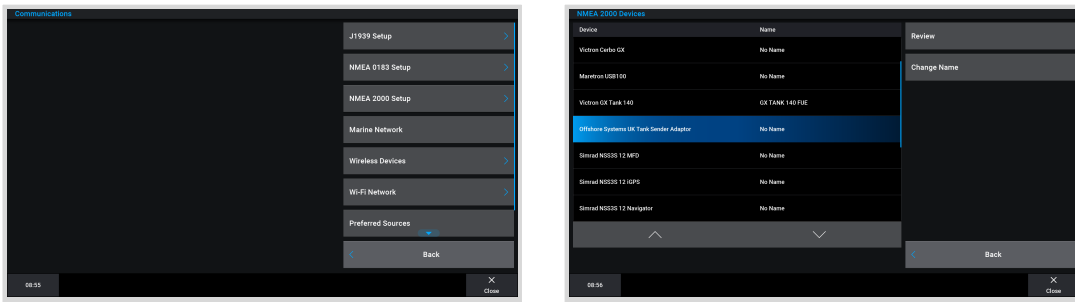 Communications
J1939 Setup
NMEA 0183 Setup
NMEA 2000 Setup
Marine Network
Wireless Devices
Wi-Fi Network
Preferred Sources
Back
08:55
Close
NMEA 2000 Devices
Device Name
Victron Cerbo GX No Name
Maretron USB100 No Name
Victron GX Tank 140 GX TANK 140 FUE
Offshore Systems UK Tank Sender Adaptor No Name
Simrad NSS3S 12 MFD No Name
Simrad NSS3S 12 iGPS No Name
Simrad NSS3S 12 Navigator No Name
Review
Change Name
Back
08:56
Close